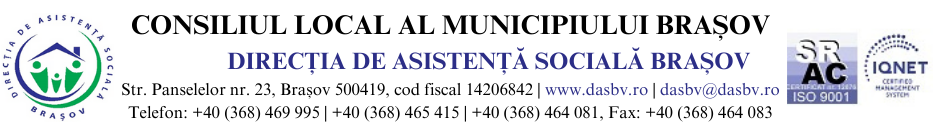 DIRECȚIA DE ASISTENȚĂ SOCIALĂ
BRAȘOV
CONSILIUL LOCAL AL MUNICIPIULUI BRAȘOV
DIRECȚIA DE ASISTENȚĂ SOCIALĂ BRAȘOV
Str. Panselelor nr. 23, Brașov 500419, cod fiscal 14206842 | www.dasbv.ro | dasbv@dasbv.ro
Telefon: +40 (368) 469 995 | +40 (368) 465 415 | +40 (368) 464 081, Fax: +40 (368) 464 083
SR
AC
CERTIFICAT nr.
ISO 9001
IQNET
CERTIFIED
MANAGEMENT
SYSTEM